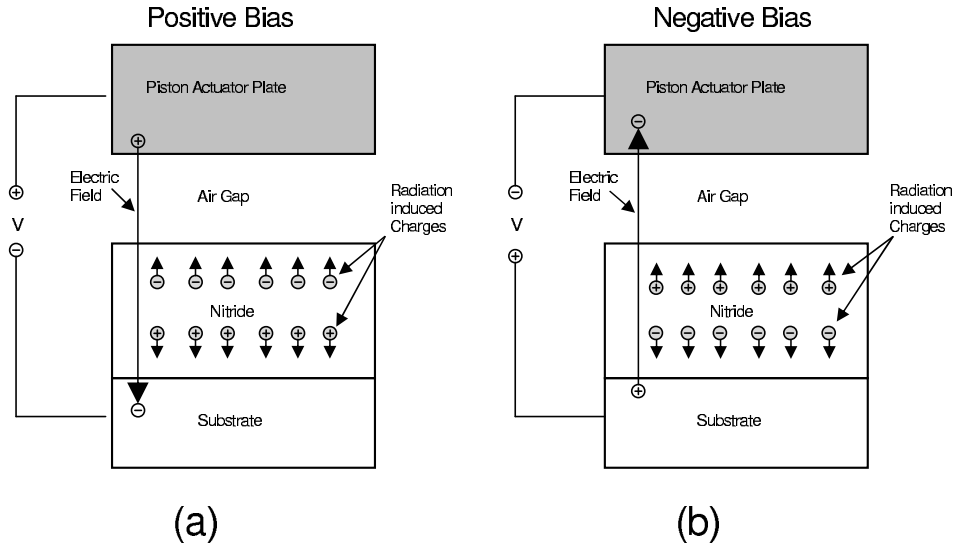 Positive Bias
Piston Actuator Plate
+
Electric
Field
Air Gap
Radiation
induced
Charges
+
V
−
− − − − − −
Nitride
+ + + + + +
−
Substrate
(a)
Negative Bias
Piston Actuator Plate
−
Electric
Field
Air Gap
Radiation
induced
Charges
−
V
+
+ + + + + +
Nitride
− − − − − −
+
Substrate
(b)